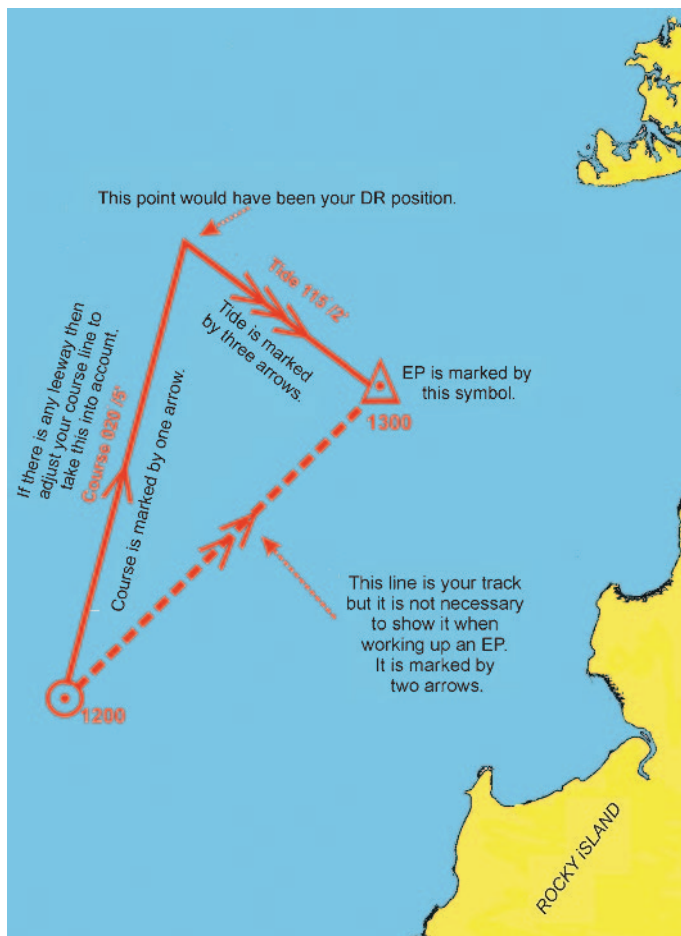 This point would have been your DR position.
Tide 115°/2'
Tide is marked
by three arrows.
EP is marked by
this symbol.
1300
If there is any leeway then
adjust your course line to
take this into account.
Course /5'
Course is marked by one arrow.
This line is your track
but it is not necessary
to show it when
working up an EP.
It is marked by
two arrows.
1200
ROCKY iSLAND